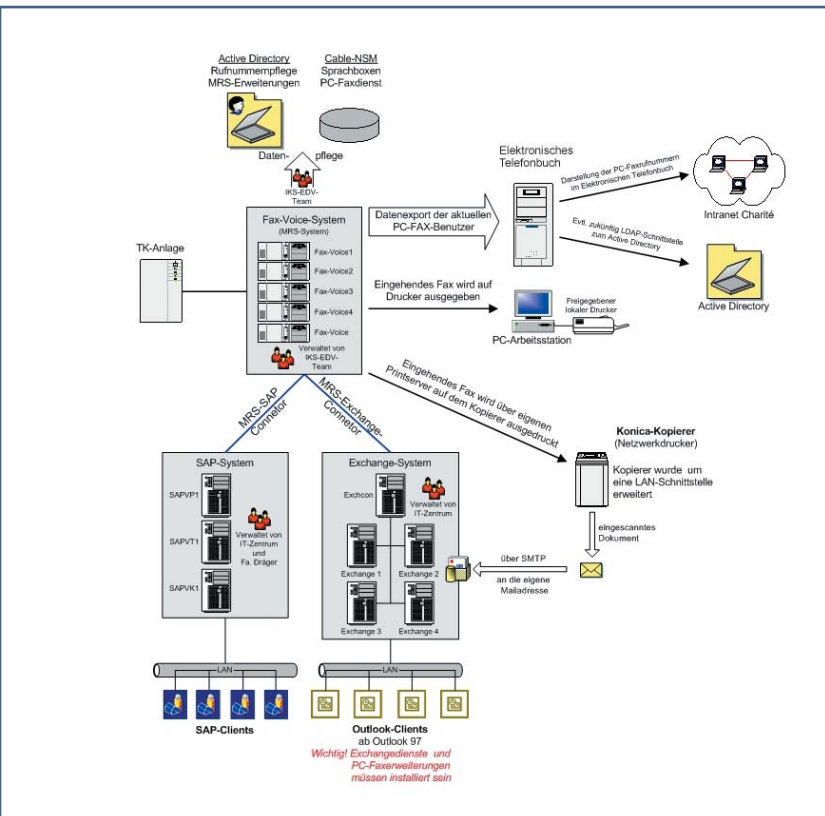 Active Directory
Rufnummernpflege
MRS-Erweiterungen
Cable-NSM
Sprachboxen
PC-Faxdienst
Daten- pflege
IKS-EDV-
Team
Fax-Voice-System
(MRS-System)
Fax-Voice1
Fax-Voice2
Fax-Voice3
Fax-Voice4
Fax-Voice
Verwaltet von
IKS-EDV-
Team
TK-Anlage
Datenexport der aktuellen
PC-FAX-Benutzer
Elektronisches
Telefonbuch
Darstellung der PC-Faxrufnummern
im Elektronischen Telefonbuch
Intranet Charité
Evtl. zukünftig LDAP-Schnittstelle
zum Active Directory
Active Directory
Eingehendes Fax wird auf
Drucker ausgegeben
Freigegebener
lokaler Drucker
PC-Arbeitsstation
Eingehendes Fax wird über eigenen
Printserver auf dem Kopierer ausgedruckt
Konica-Kopierer
(Netzwerkdrucker)
Kopierer wurde um
eine LAN-Schnittstelle
erweitert
eingescanntes
Dokument
über SMTP
an die eigene
Mailadresse
MRS-SAP
Connetor
MRS-Exchange-
Connetor
SAP-System
SAPVP1
SAPVT1
SAPVK1
Verwaltet von
IT-Zentrum
und
Fa. Dräger
Exchange-System
Exchcon
Verwaltet von
IT-Zentrum
Exchange 1
Exchange 2
Exchange 3
Exchange 4
LAN
LAN
SAP-Clients
Outlook-Clients
ab Outlook 97
Wichtig! Exchangedienste und
PC-Faxerweiterungen
müssen installiert sein